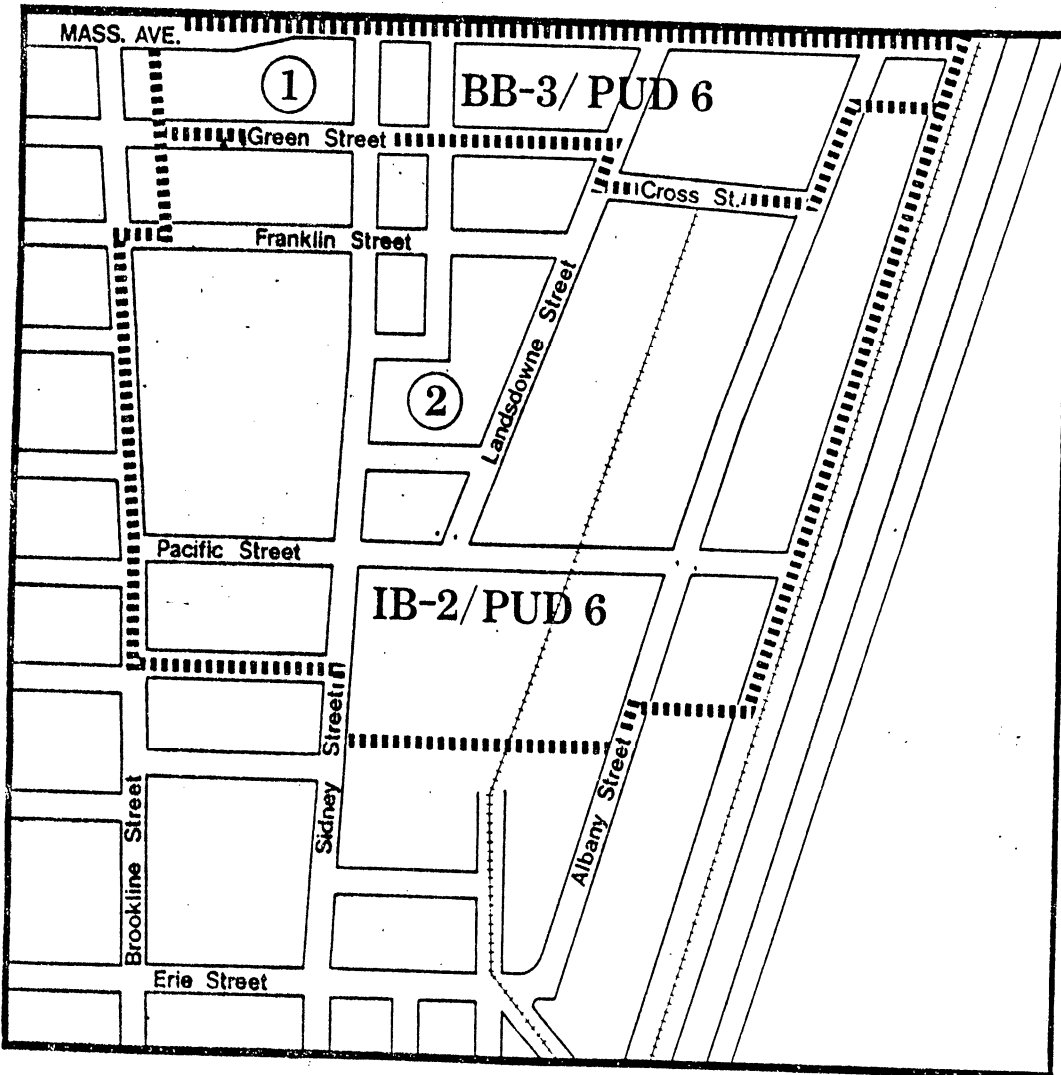 MASS. AVE.
1
BB-3/ PUD 6
Green Street
Cross St.
Franklin Street
Landsdowne Street
2
Pacific Street
IB-2/ PUD 6
Sidney Street
Albany Street
Brookline Street
Erie Street